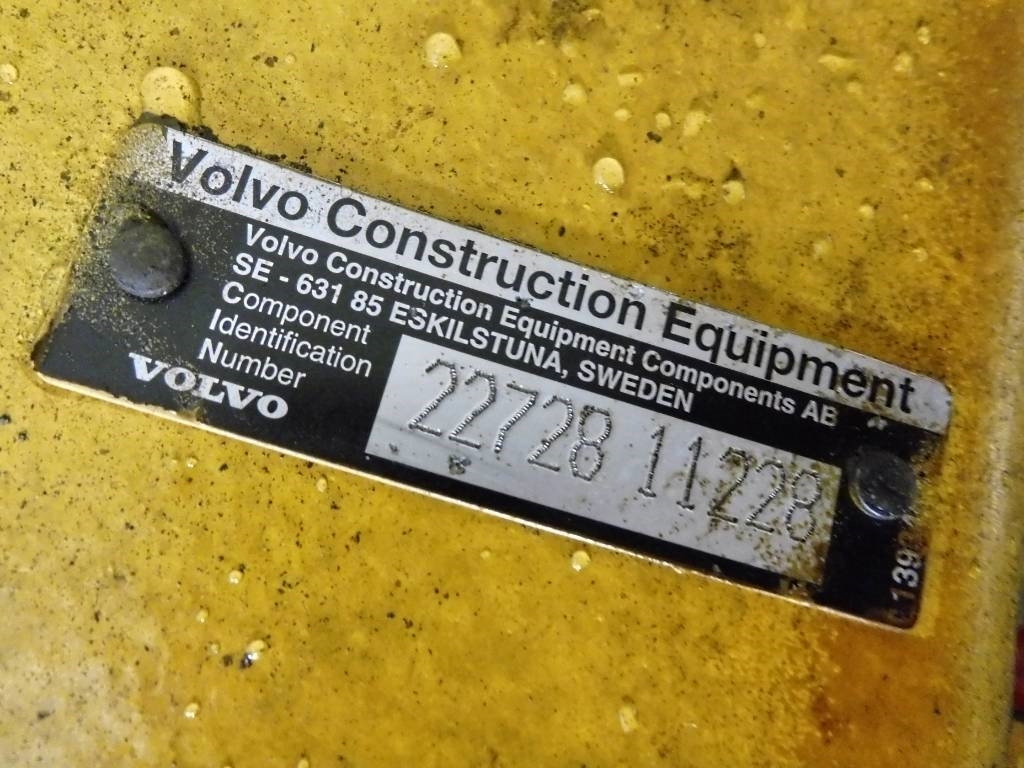 Volvo Construction Equipment
Volvo Construction Equipment Components AB
SE - 631 85 ESKILSTUNA, SWEDEN
Component
Identification
Number
VOLVO
22728 11228